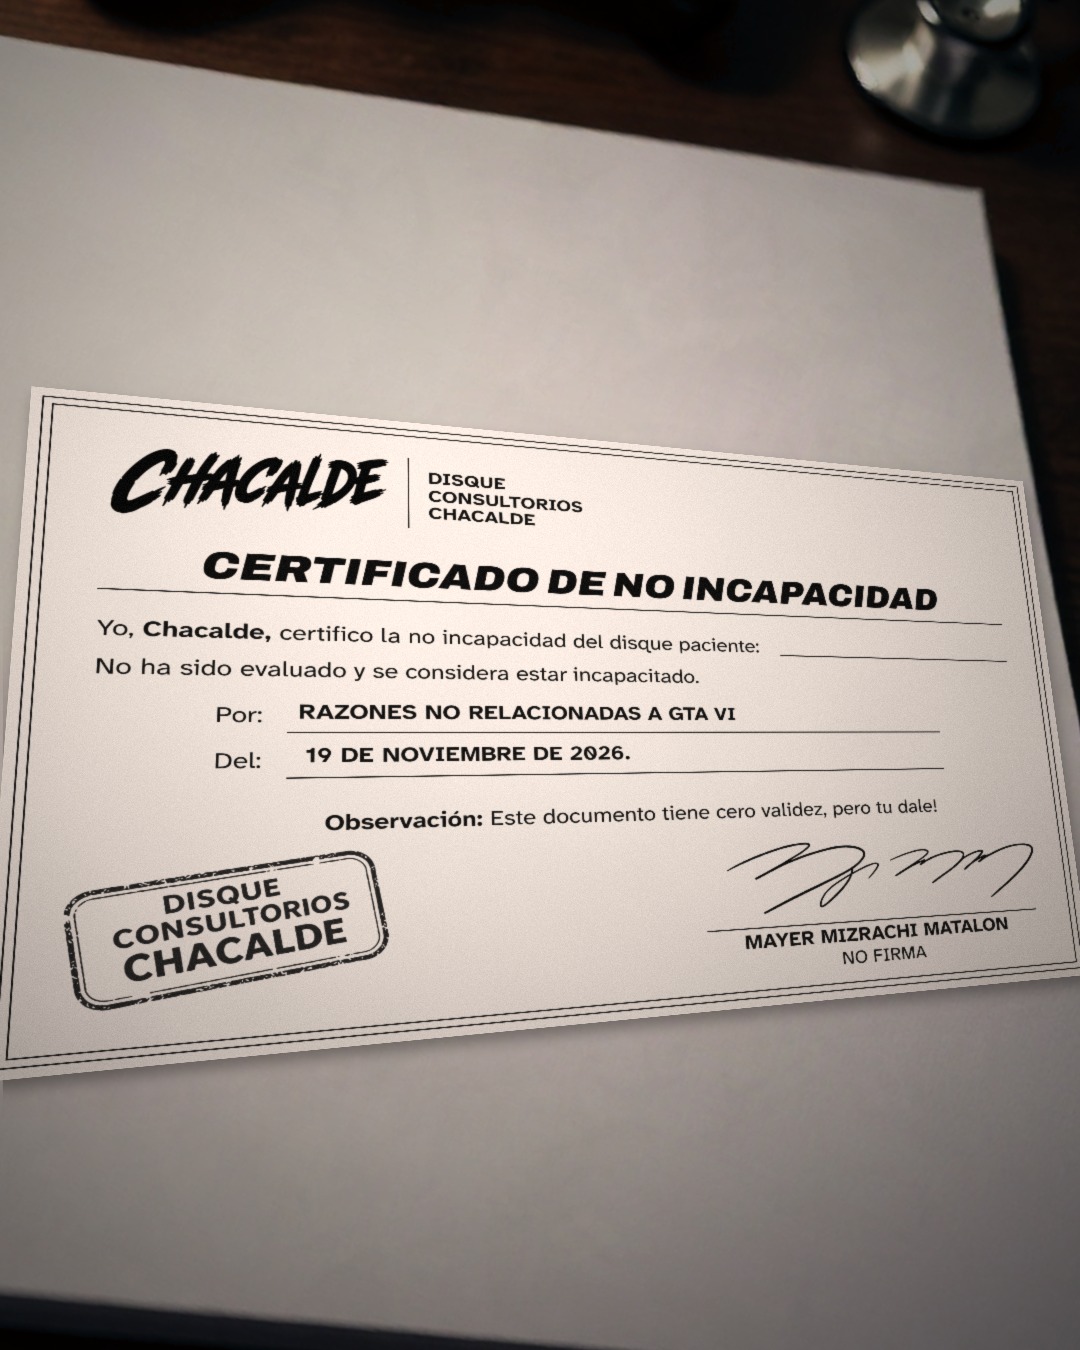 CHACALDE
DISQUE
CONSULTORIOS
CHACALDE
CERTIFICADO DE NO INCAPACIDAD
Yo, Chacalde, certifico la no incapacidad del disque paciente:
No ha sido evaluado y se considera estar incapacitado.
Por: RAZONES NO RELACIONADAS A GTA VI
Del: 19 DE NOVIEMBRE DE 2026.
Observación: Este documento tiene cero validez, pero tu dale!
DISQUE
CONSULTORIOS
CHACALDE
MAYER MIZRACHI MATALON
NO FIRMA